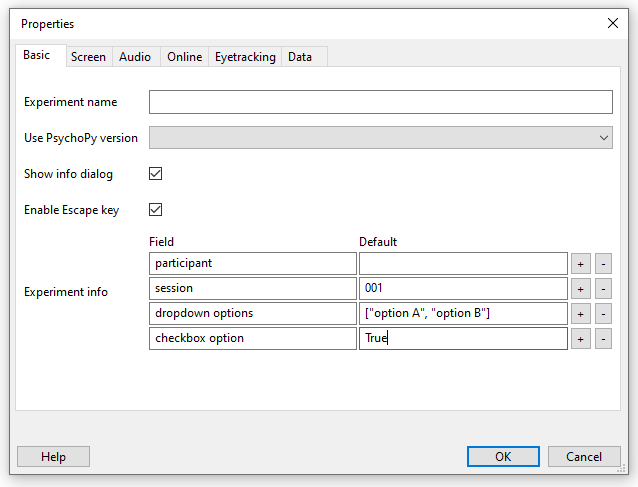 Properties
Basic Screen Audio Online Eyetracking Data
Experiment name
Use PsychoPy version
Show info dialog
Enable Escape key
Field Default
participant + -
session 001 + -
Experiment info
dropdown options ["option A", "option B"] + -
checkbox option True + -
Help OK Cancel